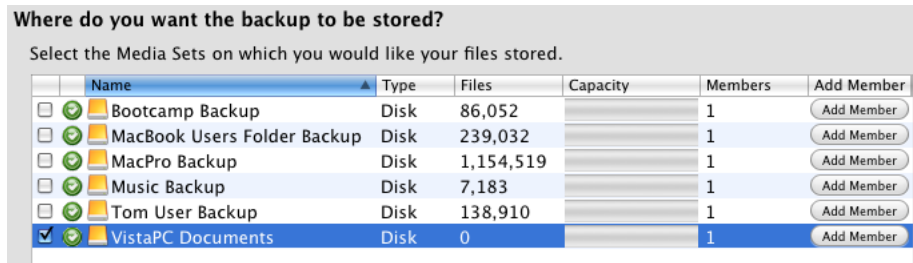 Where do you want the backup to be stored?
Select the Media Sets on which you would like your files stored.
Name Type Files Capacity Members Add Member
Bootcamp Backup Disk 86,052 1 Add Member
MacBook Users Folder Backup Disk 239,032 1 Add Member
MacPro Backup Disk 1,154,519 1 Add Member
Music Backup Disk 7,183 1 Add Member
Tom User Backup Disk 138,910 1 Add Member
VistaPC Documents Disk 0 1 Add Member